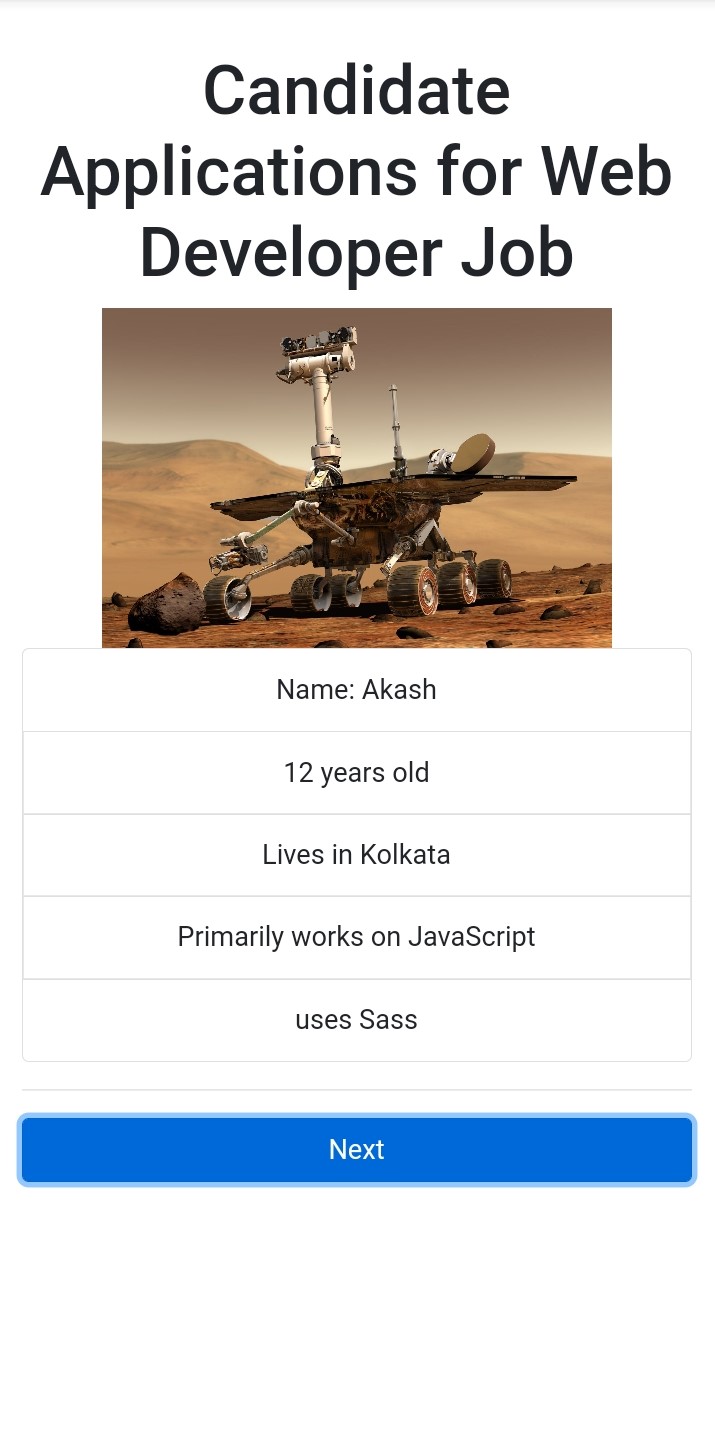 Candidate
Applications for Web
Developer Job
Name: Akash
12 years old
Lives in Kolkata
Primarily works on JavaScript
uses Sass
Next